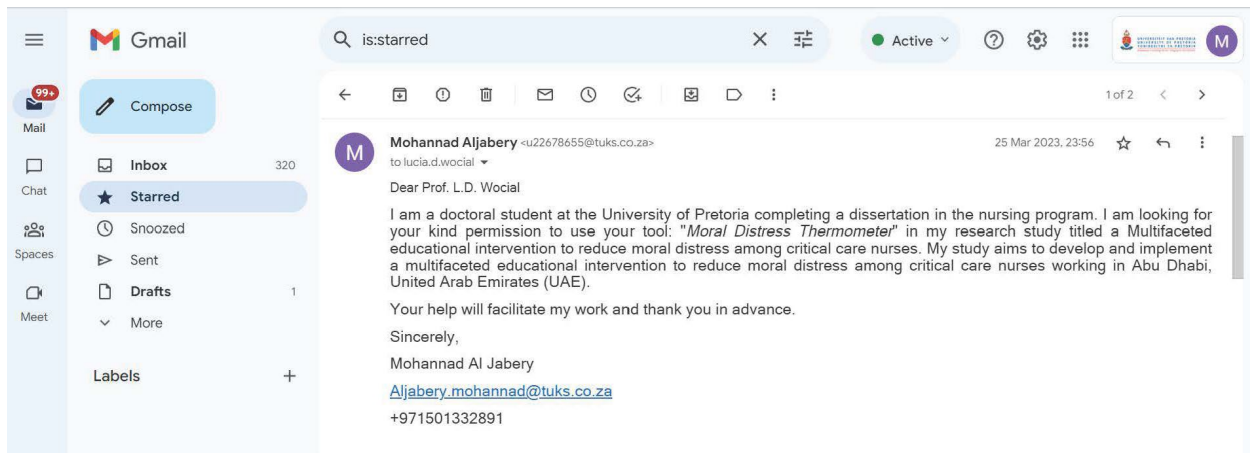 Gmail
is:starred
Active
M
99+
Mail
Compose
1 of 2
Chat
Spaces
Meet
Inbox 320
Starred
Snoozed
Sent
Drafts 1
More
Labels
M
Mohannad Aljabery <u22678655@tuks.co.za>
25 Mar 2023, 23:56
to lucia.d.wocial
Dear Prof. L.D. Wocial
I am a doctoral student at the University of Pretoria completing a dissertation in the nursing program. I am looking for
your kind permission to use your tool: "Moral Distress Thermometer" in my research study titled a Multifaceted
educational intervention to reduce moral distress among critical care nurses. My study aims to develop and implement
a multifaceted educational intervention to reduce moral distress among critical care nurses working in Abu Dhabi,
United Arab Emirates (UAE).
Your help will facilitate my work and thank you in advance.
Sincerely,
Mohannad Al Jabery
Aljabery.mohannad@tuks.co.za
+971501332891